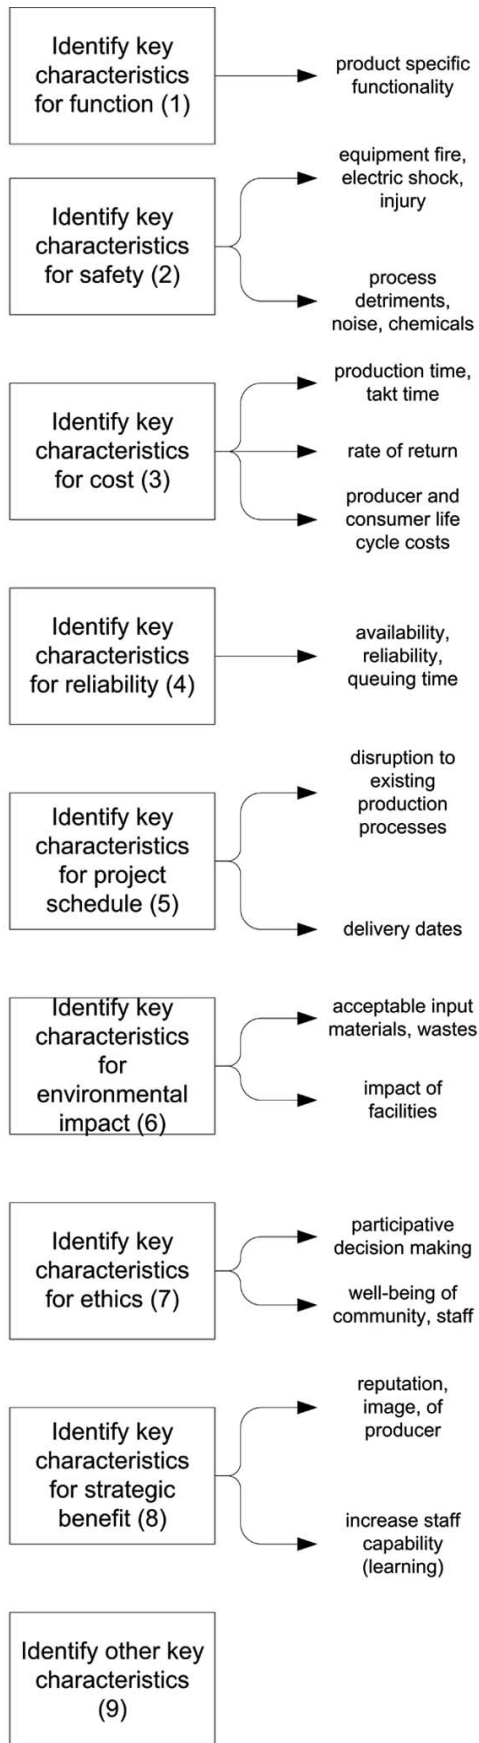 Identify key
characteristics
for function (1)
product specific
functionality
Identify key
characteristics
for safety (2)
equipment fire,
electric shock,
injury
process
detriments,
noise, chemicals
Identify key
characteristics
for cost (3)
production time,
takt time
rate of return
producer and
consumer life
cycle costs
Identify key
characteristics
for reliability (4)
availability,
reliability,
queuing time
Identify key
characteristics
for project
schedule (5)
disruption to
existing
production
processes
delivery dates
Identify key
characteristics
for
environmental
impact (6)
acceptable input
materials, wastes
impact of
facilities
Identify key
characteristics
for ethics (7)
participative
decision making
well-being of
community, staff
Identify key
characteristics
for strategic
benefit (8)
reputation,
image, of
producer
increase staff
capability
(learning)
Identify other key
characteristics
(9)